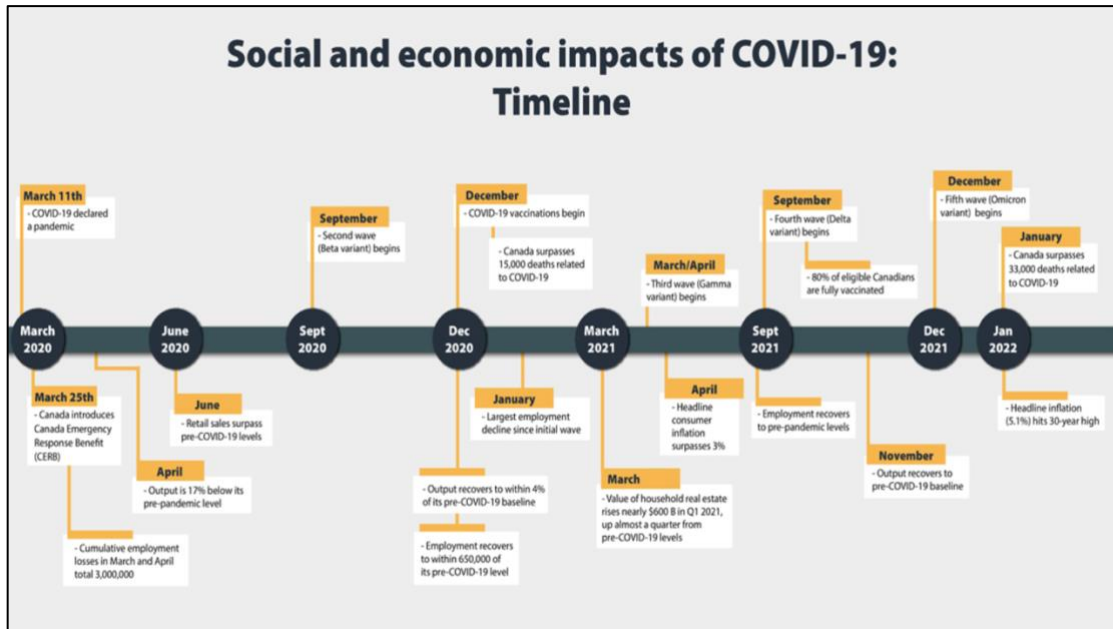 Social and economic impacts of COVID-19:
Timeline
March 11th
- COVID-19 declared
a pandemic
September
- Second wave
(Beta variant) begins
December
- COVID-19 vaccinations begin
- Canada surpasses
15,000 deaths related
to COVID-19
March/April
- Third wave (Gamma
variant) begins
September
- Fourth wave (Delta
variant) begins
- 80% of eligible Canadians
are fully vaccinated
December
- Fifth wave (Omicron
variant) begins
January
- Canada surpasses
33,000 deaths related
to COVID-19
March
2020
June
2020
Sept
2020
Dec
2020
March
2021
Sept
2021
Dec
2021
Jan
2022
March 25th
- Canada introduces
Canada Emergency
Response Benefit
(CERB)
- Cumulative employment
losses in March and April
total 3,000,000
April
- Output is 17% below its
pre-pandemic level
June
- Retail sales surpass
pre-COVID-19 levels
- Output recovers to within 4%
of its pre-COVID-19 baseline
- Employment recovers
to within 650,000 of
its pre-COVID-19 level
January
- Largest employment
decline since initial wave
March
- Value of household real estate
rises nearly $600 B in Q1 2021,
up almost a quarter from
pre-COVID-19 levels
April
- Headline
consumer
inflation
surpasses 3%
- Employment recovers
to pre-pandemic levels
November
- Output recovers to
pre-COVID-19 baseline
- Headline inflation
(5.1%) hits 30-year high